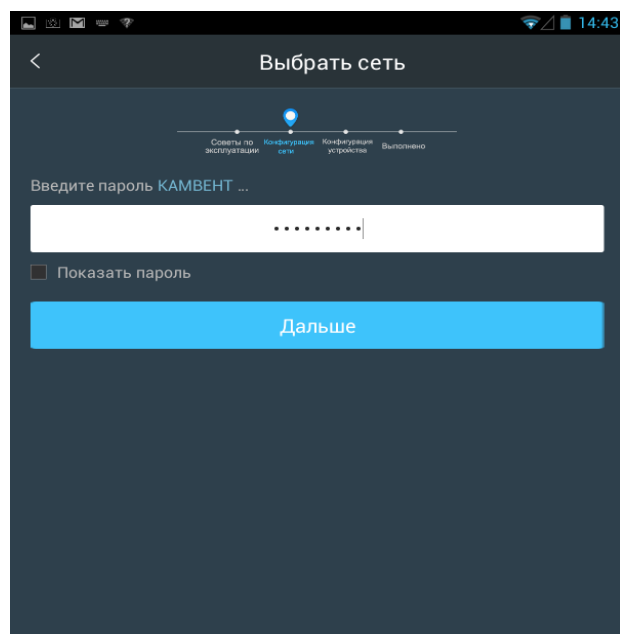 14:43
Выбрать сеть
Советы по эксплуатации
Конфигурация сети
Конфигурация устройства
Выполнено
Введите пароль КАМВЕНТ ...
•••••••••
Показать пароль
Дальше